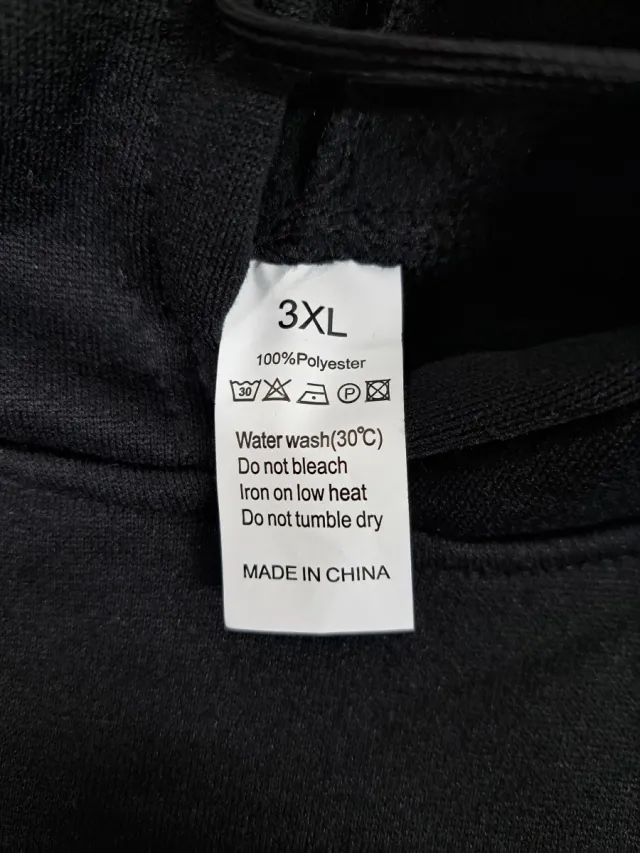 3XL
100%Polyester
30 P
Water wash(30℃)
Do not bleach
Iron on low heat
Do not tumble dry
MADE IN CHINA